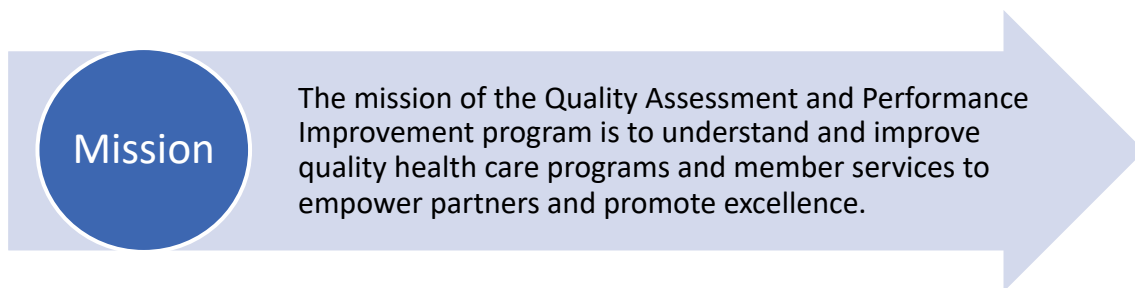 Mission
The mission of the Quality Assessment and Performance
Improvement program is to understand and improve
quality health care programs and member services to
empower partners and promote excellence.